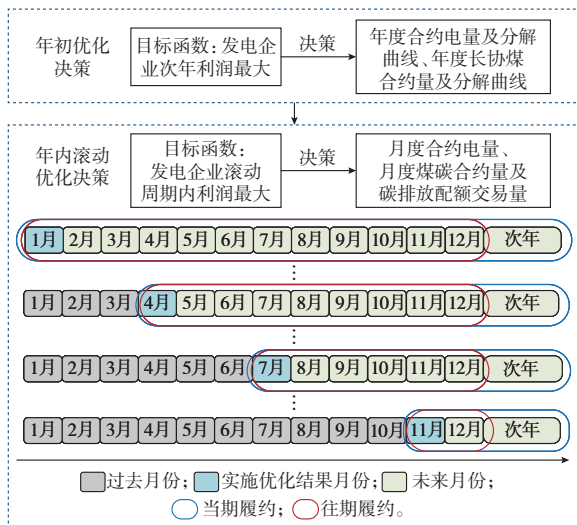 年初优化
决策
目标函数：发电企
业次年利润最大
决策
年度合约电量及分解
曲线、年度长协煤
合约量及分解曲线
年内滚动
优化决策
目标函数：
发电企业滚动
周期内利润最大
决策
月度合约电量、
月度煤碳合约量及
碳排放配额交易量
1月 2月 3月 4月 5月 6月 7月 8月 9月 10月 11月 12月 次年
⋮
1月 2月 3月 4月 5月 6月 7月 8月 9月 10月 11月 12月 次年
⋮
1月 2月 3月 4月 5月 6月 7月 8月 9月 10月 11月 12月 次年
⋮
1月 2月 3月 4月 5月 6月 7月 8月 9月 10月 11月 12月 次年
过去月份； 实施优化结果月份； 未来月份；
当期履约； 往期履约。